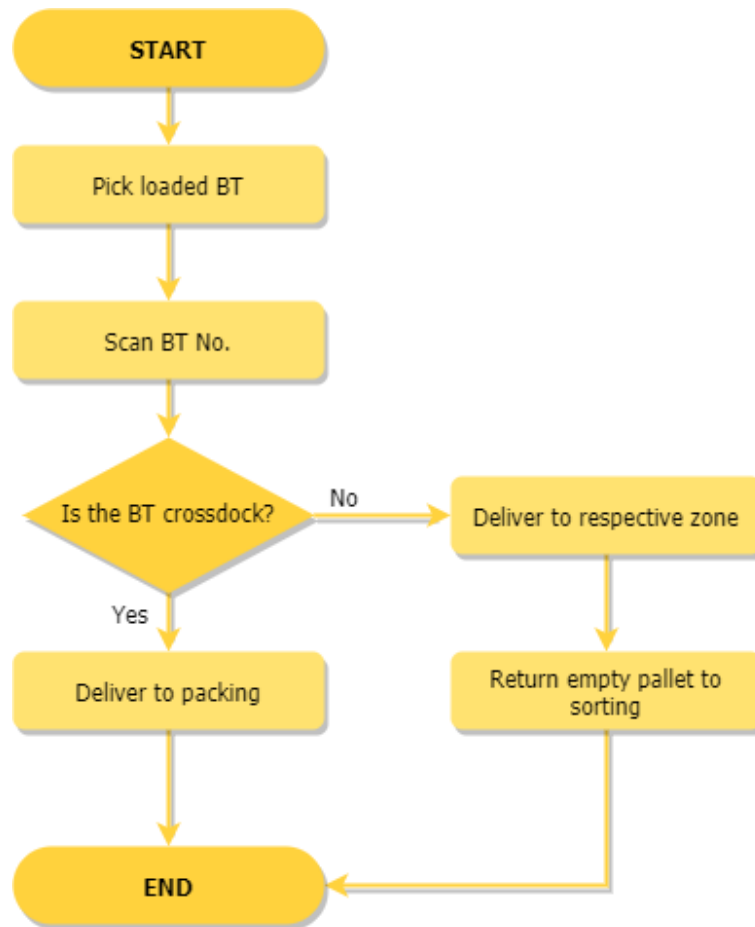 START
Pick loaded BT
Scan BT No.
Is the BT crossdock?
No
Deliver to respective zone
Yes
Deliver to packing
Return empty pallet to
sorting
END